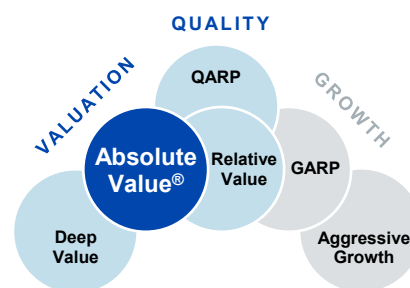 QUALITY
VALUATION
GROWTH
QARP
Absolute
Value®
Relative
Value
GARP
Deep
Value
Aggressive
Growth